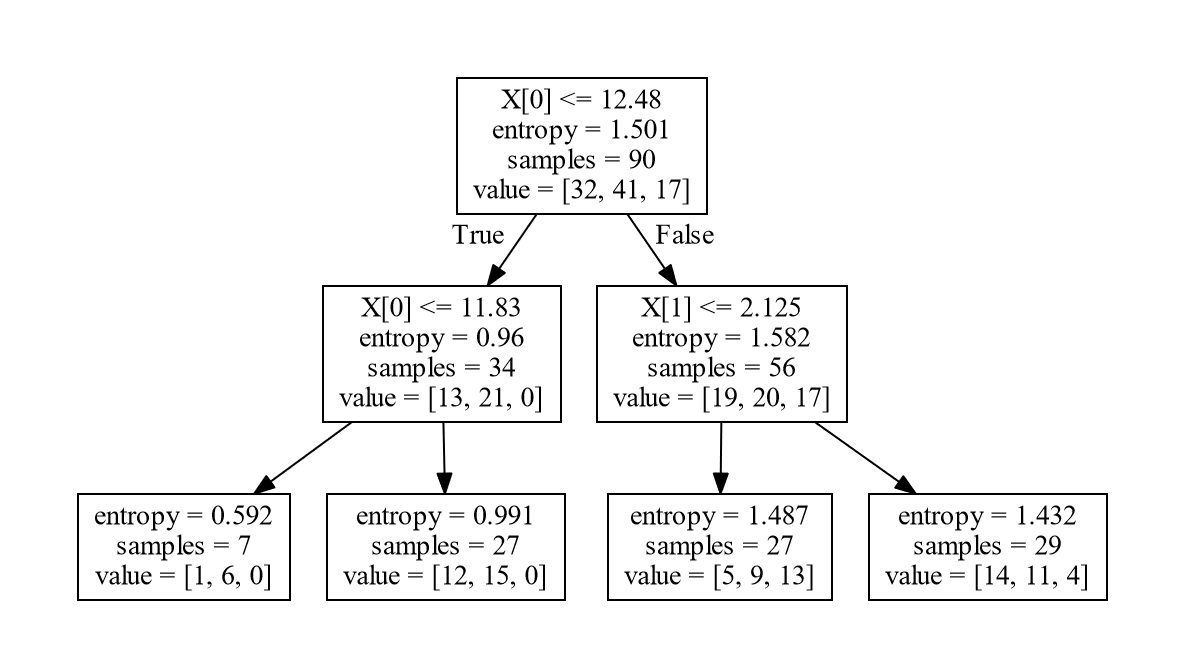 X[0] <= 12.48
entropy = 1.501
samples = 90
value = [32, 41, 17]
True
False
X[0] <= 11.83
entropy = 0.96
samples = 34
value = [13, 21, 0]
X[1] <= 2.125
entropy = 1.582
samples = 56
value = [19, 20, 17]
entropy = 0.592
samples = 7
value = [1, 6, 0]
entropy = 0.991
samples = 27
value = [12, 15, 0]
entropy = 1.487
samples = 27
value = [5, 9, 13]
entropy = 1.432
samples = 29
value = [14, 11, 4]